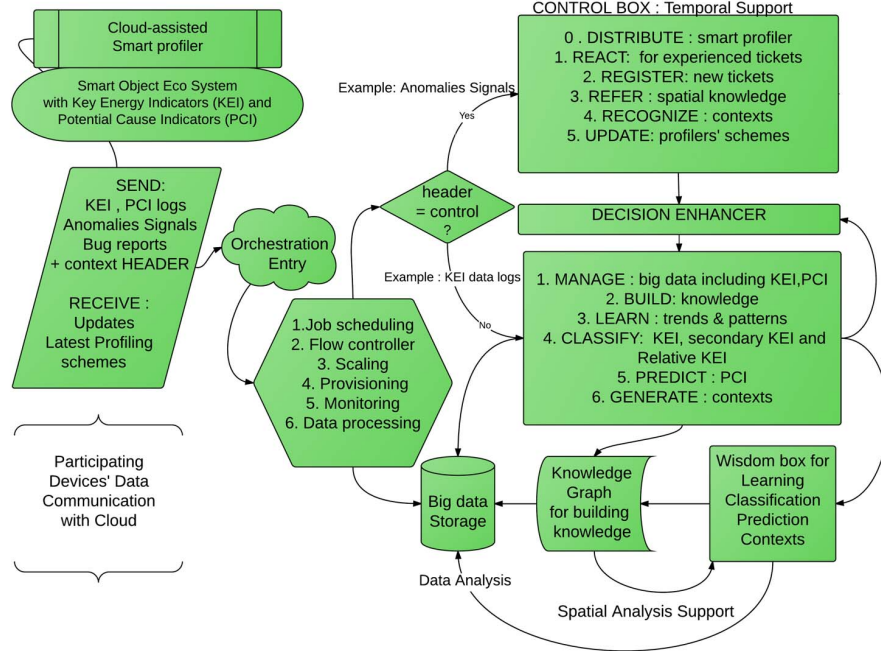 Cloud-assisted
Smart profiler
Smart Object Eco System
with Key Energy Indicators (KEI) and
Potential Cause Indicators (PCI)
SEND:
KEI , PCI logs
Anomalies Signals
Bug reports
+ context HEADER
RECEIVE :
Updates
Latest Profiling
schemes
Participating
Devices' Data
Communication
with Cloud
Orchestration
Entry
1.Job scheduling
2. Flow controller
3. Scaling
4. Provisioning
5. Monitoring
6. Data processing
Example: Anomalies Signals
Yes
header
= control
?
Example : KEI data logs
No
CONTROL BOX : Temporal Support
0 . DISTRIBUTE : smart profiler
1. REACT:  for experienced tickets
2. REGISTER: new tickets
3. REFER : spatial knowledge
4. RECOGNIZE : contexts
5. UPDATE: profilers' schemes
DECISION ENHANCER
1. MANAGE : big data including KEI,PCI
2. BUILD: knowledge
3. LEARN : trends & patterns
4. CLASSIFY:  KEI, secondary KEI and
Relative KEI
5. PREDICT : PCI
6. GENERATE : contexts
Big data
Storage
Knowledge
Graph
for building
knowledge
Wisdom box for
Learning
Classification
Prediction
Contexts
Data Analysis
Spatial Analysis Support